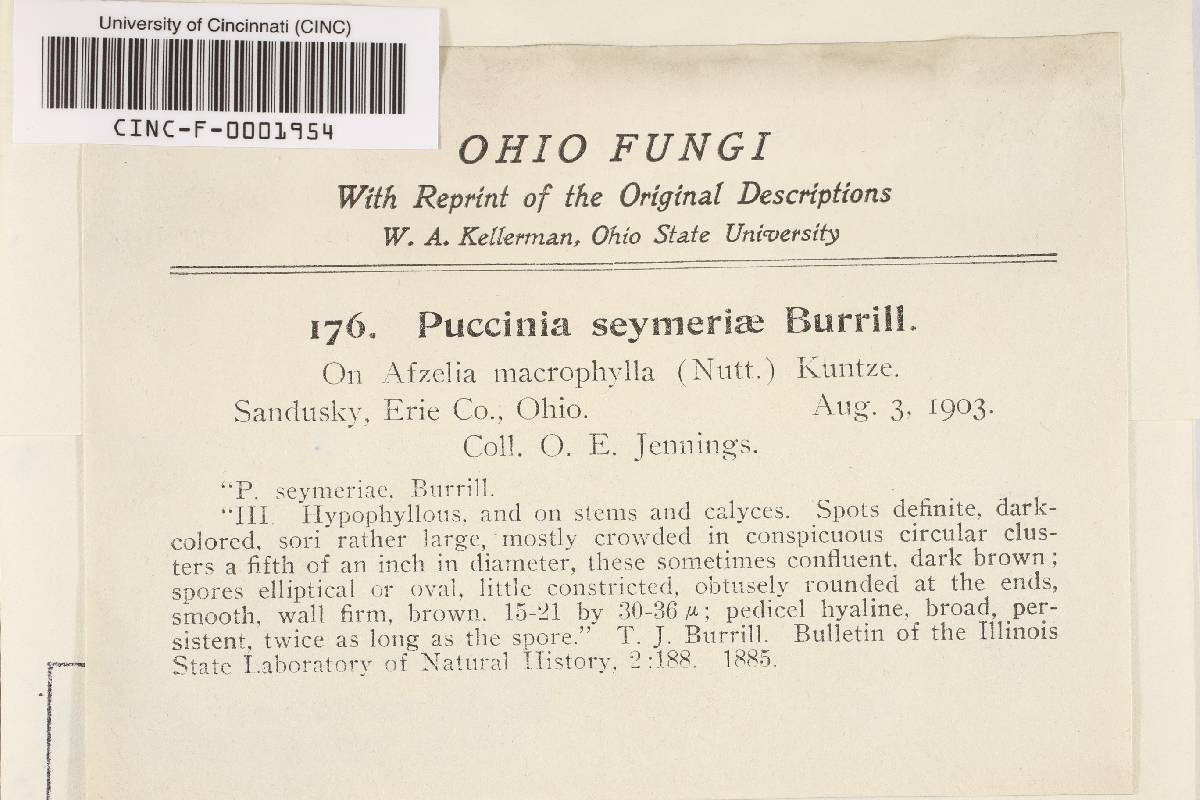 University of Cincinnati (CINC)
CINC-F-0001954
OHIO FUNGI
With Reprint of the Original Descriptions
W. A. Kellerman, Ohio State University
176. Puccinia seymeriæ Burrill.
On Afzelia macrophylla (Nutt.) Kuntze.
Sandusky, Erie Co., Ohio. Aug. 3, 1903.
Coll. O. E. Jennings.
"P. seymeriae, Burrill.
"III. Hypophyllous, and on stems and calyces. Spots definite, dark-
colored, sori rather large, mostly crowded in conspicuous circular clus-
ters a fifth of an inch in diameter, these sometimes confluent, dark brown;
spores elliptical or oval, little constricted, obtusely rounded at the ends,
smooth, wall firm, brown, 15-21 by 30-36 µ; pedicel hyaline, broad, per-
sistent, twice as long as the spore." T. J. Burrill. Bulletin of the Illinois
State Laboratory of Natural History, 2:188. 1885.